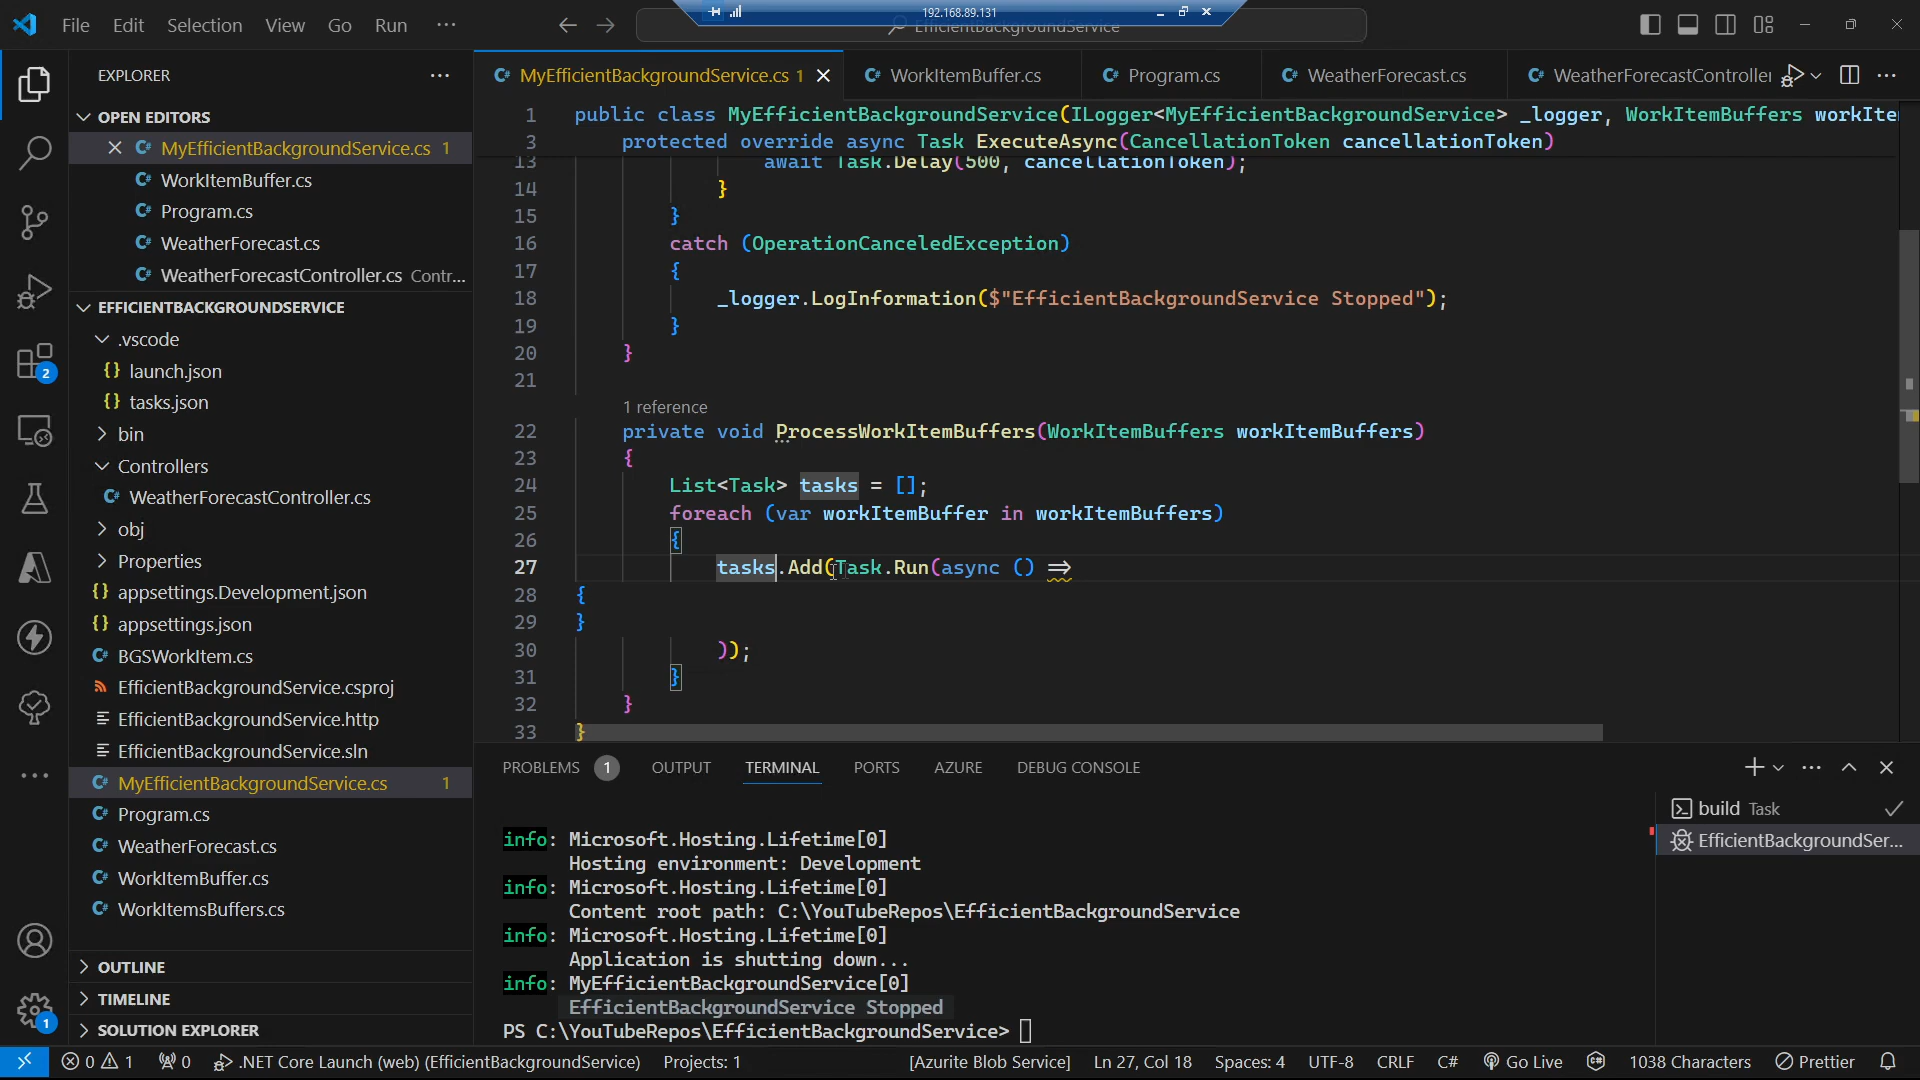 192.168.89.131
File Edit Selection View Go Run ···
EfficientBackgroundService
EXPLORER
OPEN EDITORS
MyEfficientBackgroundService.cs 1
WorkItemBuffer.cs
Program.cs
WeatherForecast.cs
WeatherForecastController.cs Contr...
EFFICIENTBACKGROUNDSERVICE
.vscode
launch.json
tasks.json
bin
Controllers
WeatherForecastController.cs
obj
Properties
appsettings.Development.json
appsettings.json
BGSWorkItem.cs
EfficientBackgroundService.csproj
EfficientBackgroundService.http
EfficientBackgroundService.sln
MyEfficientBackgroundService.cs 1
Program.cs
WeatherForecast.cs
WorkItemBuffer.cs
WorkItemsBuffers.cs
OUTLINE
TIMELINE
SOLUTION EXPLORER
2
1
MyEfficientBackgroundService.cs 1 WorkItemBuffer.cs Program.cs WeatherForecast.cs WeatherForecastController
1 public class MyEfficientBackgroundService(ILogger<MyEfficientBackgroundService> _logger, WorkItemBuffers workIte
3 protected override async Task ExecuteAsync(CancellationToken cancellationToken)
13 await Task.Delay(500, cancellationToken);
14 }
15 }
16 catch (OperationCanceledException)
17 {
18 _logger.LogInformation($"EfficientBackgroundService Stopped");
19 }
20 }
21
1 reference
22 private void ProcessWorkItemBuffers(WorkItemBuffers workItemBuffers)
23 {
24 List<Task> tasks = [];
25 foreach (var workItemBuffer in workItemBuffers)
26 {
27 tasks.Add(Task.Run(async () =>
28 {
29 }
30 ));
31 }
32 }
33 }
PROBLEMS 1 OUTPUT TERMINAL PORTS AZURE DEBUG CONSOLE
info: Microsoft.Hosting.Lifetime[0]
Hosting environment: Development
info: Microsoft.Hosting.Lifetime[0]
Content root path: C:\YouTubeRepos\EfficientBackgroundService
info: Microsoft.Hosting.Lifetime[0]
Application is shutting down...
info: MyEfficientBackgroundService[0]
EfficientBackgroundService Stopped
PS C:\YouTubeRepos\EfficientBackgroundService>
build Task
EfficientBackgroundSer...
0 1 0 .NET Core Launch (web) (EfficientBackgroundService) Projects: 1 [Azurite Blob Service] Ln 27, Col 18 Spaces: 4 UTF-8 CRLF C# Go Live 1038 Characters Prettier